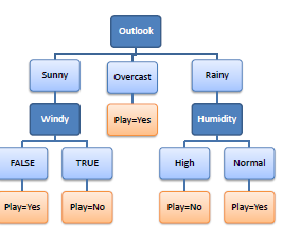 Outlook
Sunny
Overcast
Rainy
Windy
Play=Yes
Humidity
FALSE
TRUE
High
Normal
Play=Yes
Play=No
Play=No
Play=Yes